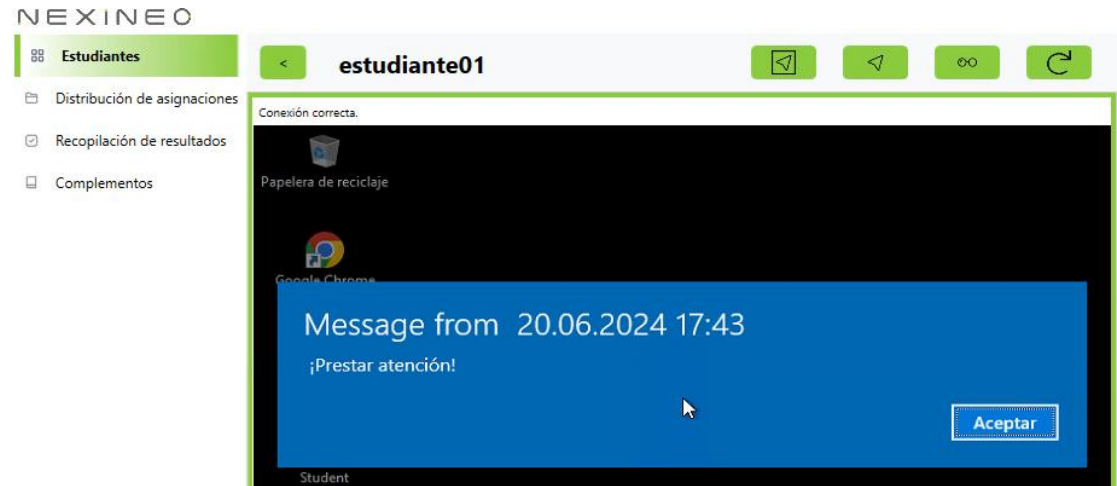 NEXINEO
Estudiantes
< estudiante01
Distribución de asignaciones
Recopilación de resultados
Complementos
Conexión correcta.
Papelera de reciclaje
Google Chrome
Message from 20.06.2024 17:43
¡Prestar atención!
Aceptar
Student